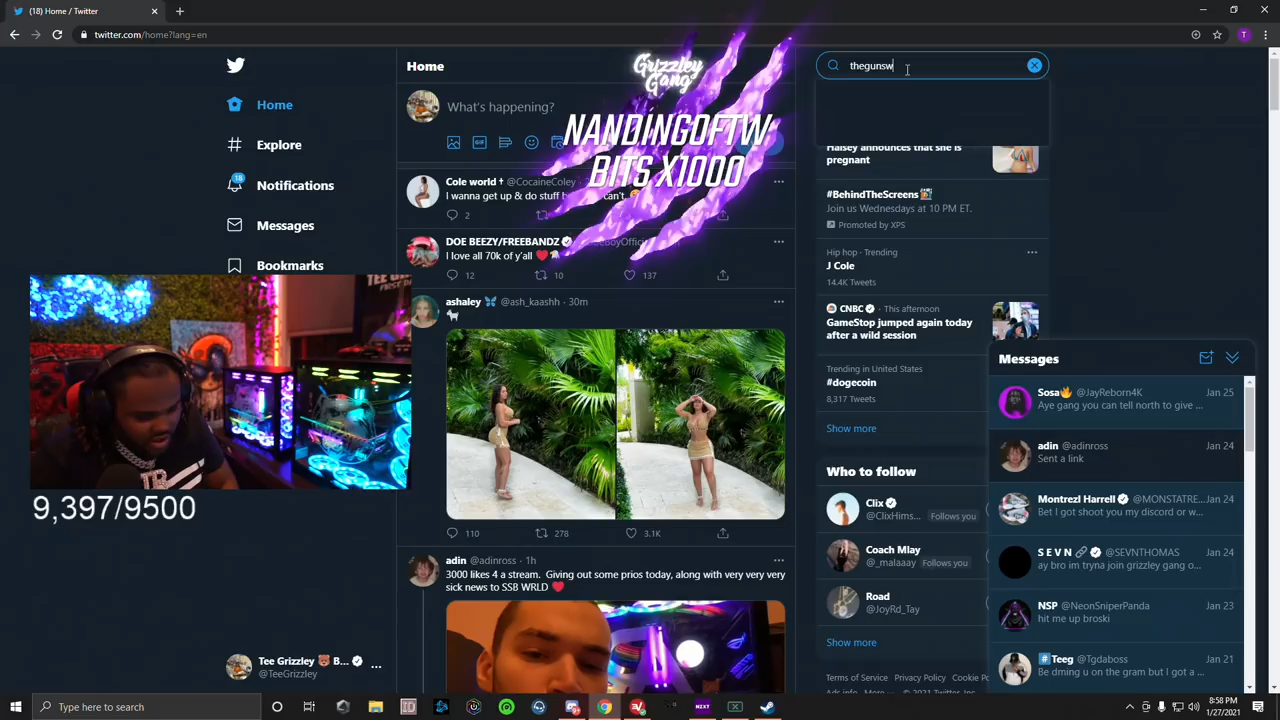 (18) Home / Twitter
twitter.com/home?lang=en
Home
Explore
18
Notifications
Messages
Bookmarks
9,397/9500
Tee Grizzley 🐻 B...
@TeeGrizzley
Home
What's happening?
Grizzley
Gang
NANDINGOFTW
BITS X1000
Cole world † @CocaineColey
I wanna get up & do stuff b
can't.
2
DOE BEEZY/FREEBANDZ
I love all 70k of y'all ❤
12
10
137
ashaley 🦋 @ash_kaashh · 30m
🐐
110
278
3.1K
adin @adinross · 1h
3000 likes 4 a stream. Giving out some prios today, along with very very very
sick news to SSB WRLD ❤
thegunsw
Halsey announces that she is
pregnant
#BehindTheScreens
Join us Wednesdays at 10 PM ET.
Promoted by XPS
Hip hop · Trending
J Cole
14.4K Tweets
CNBC · This afternoon
GameStop jumped again today
after a wild session
Trending in United States
#dogecoin
8,317 Tweets
Show more
Who to follow
Clix
@ClixHims... Follows you
Coach Mlay
@_malaaay Follows you
Road
@JoyRd_Tay
Show more
Terms of Service Privacy Policy Cookie Po
Ads info More © 2021 Twitter, Inc.
Messages
Sosa🔥 @JayReborn4K Jan 25
Aye gang you can tell north to give ...
adin @adinross Jan 24
Sent a link
Montrezl Harrell @MONSTATRE... Jan 24
Bet I got shoot you my discord or w...
S E V N 🔗 @SEVNTHOMAS Jan 24
ay bro im tryna join grizzley gang o...
NSP @NeonSniperPanda Jan 23
hit me up broski
#️⃣Teeg @Tgdaboss Jan 21
Be dming u on the gram but I got a ...
Type here to search
NEXT
8:58 PM
1/27/2021